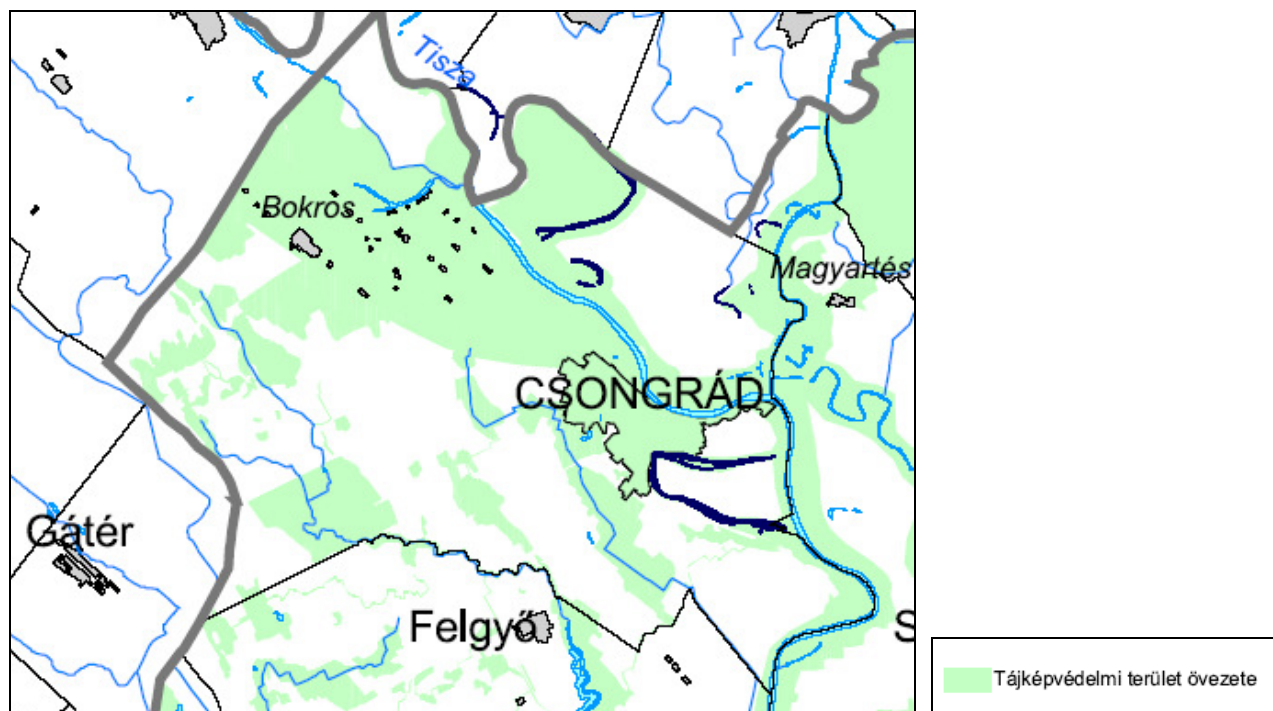 Tisza
Bokros
Magyartés
CSONGRÁD
Gátér
Felgyő
S
Tájképvédelmi terület övezete